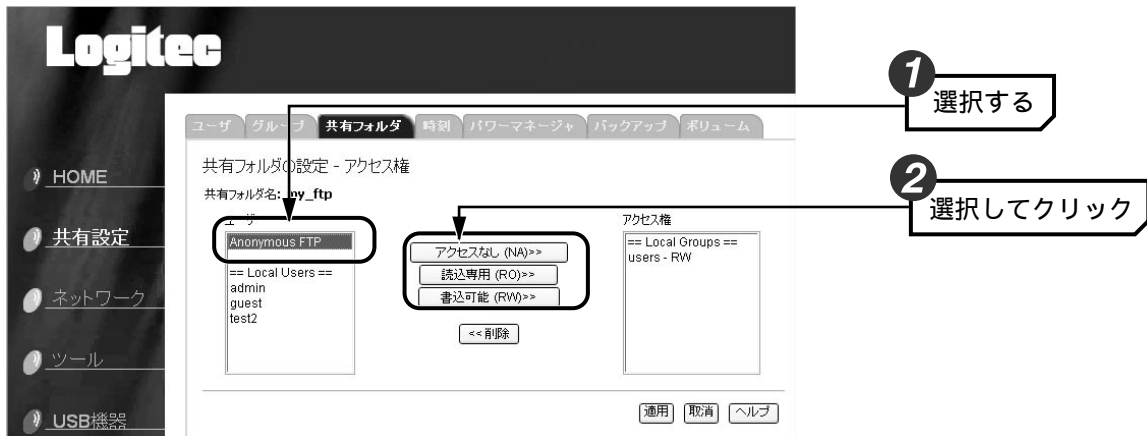 Logitec
1
選択する
ユーザ グループ 共有フォルダ 時刻 パワーマネージャ バックアップ ボリューム
共有フォルダの設定 - アクセス権
共有フォルダ名: my_ftp
2
選択してクリック
HOME
共有設定
ネットワーク
ツール
USB機器
ユーザ
Anonymous FTP
== Local Users ==
admin
guest
test2
アクセスなし (NA)>>
読込専用 (RO)>>
書込可能 (RW)>>
<<削除
アクセス権
== Local Groups ==
users - RW
適用 取消 ヘルプ